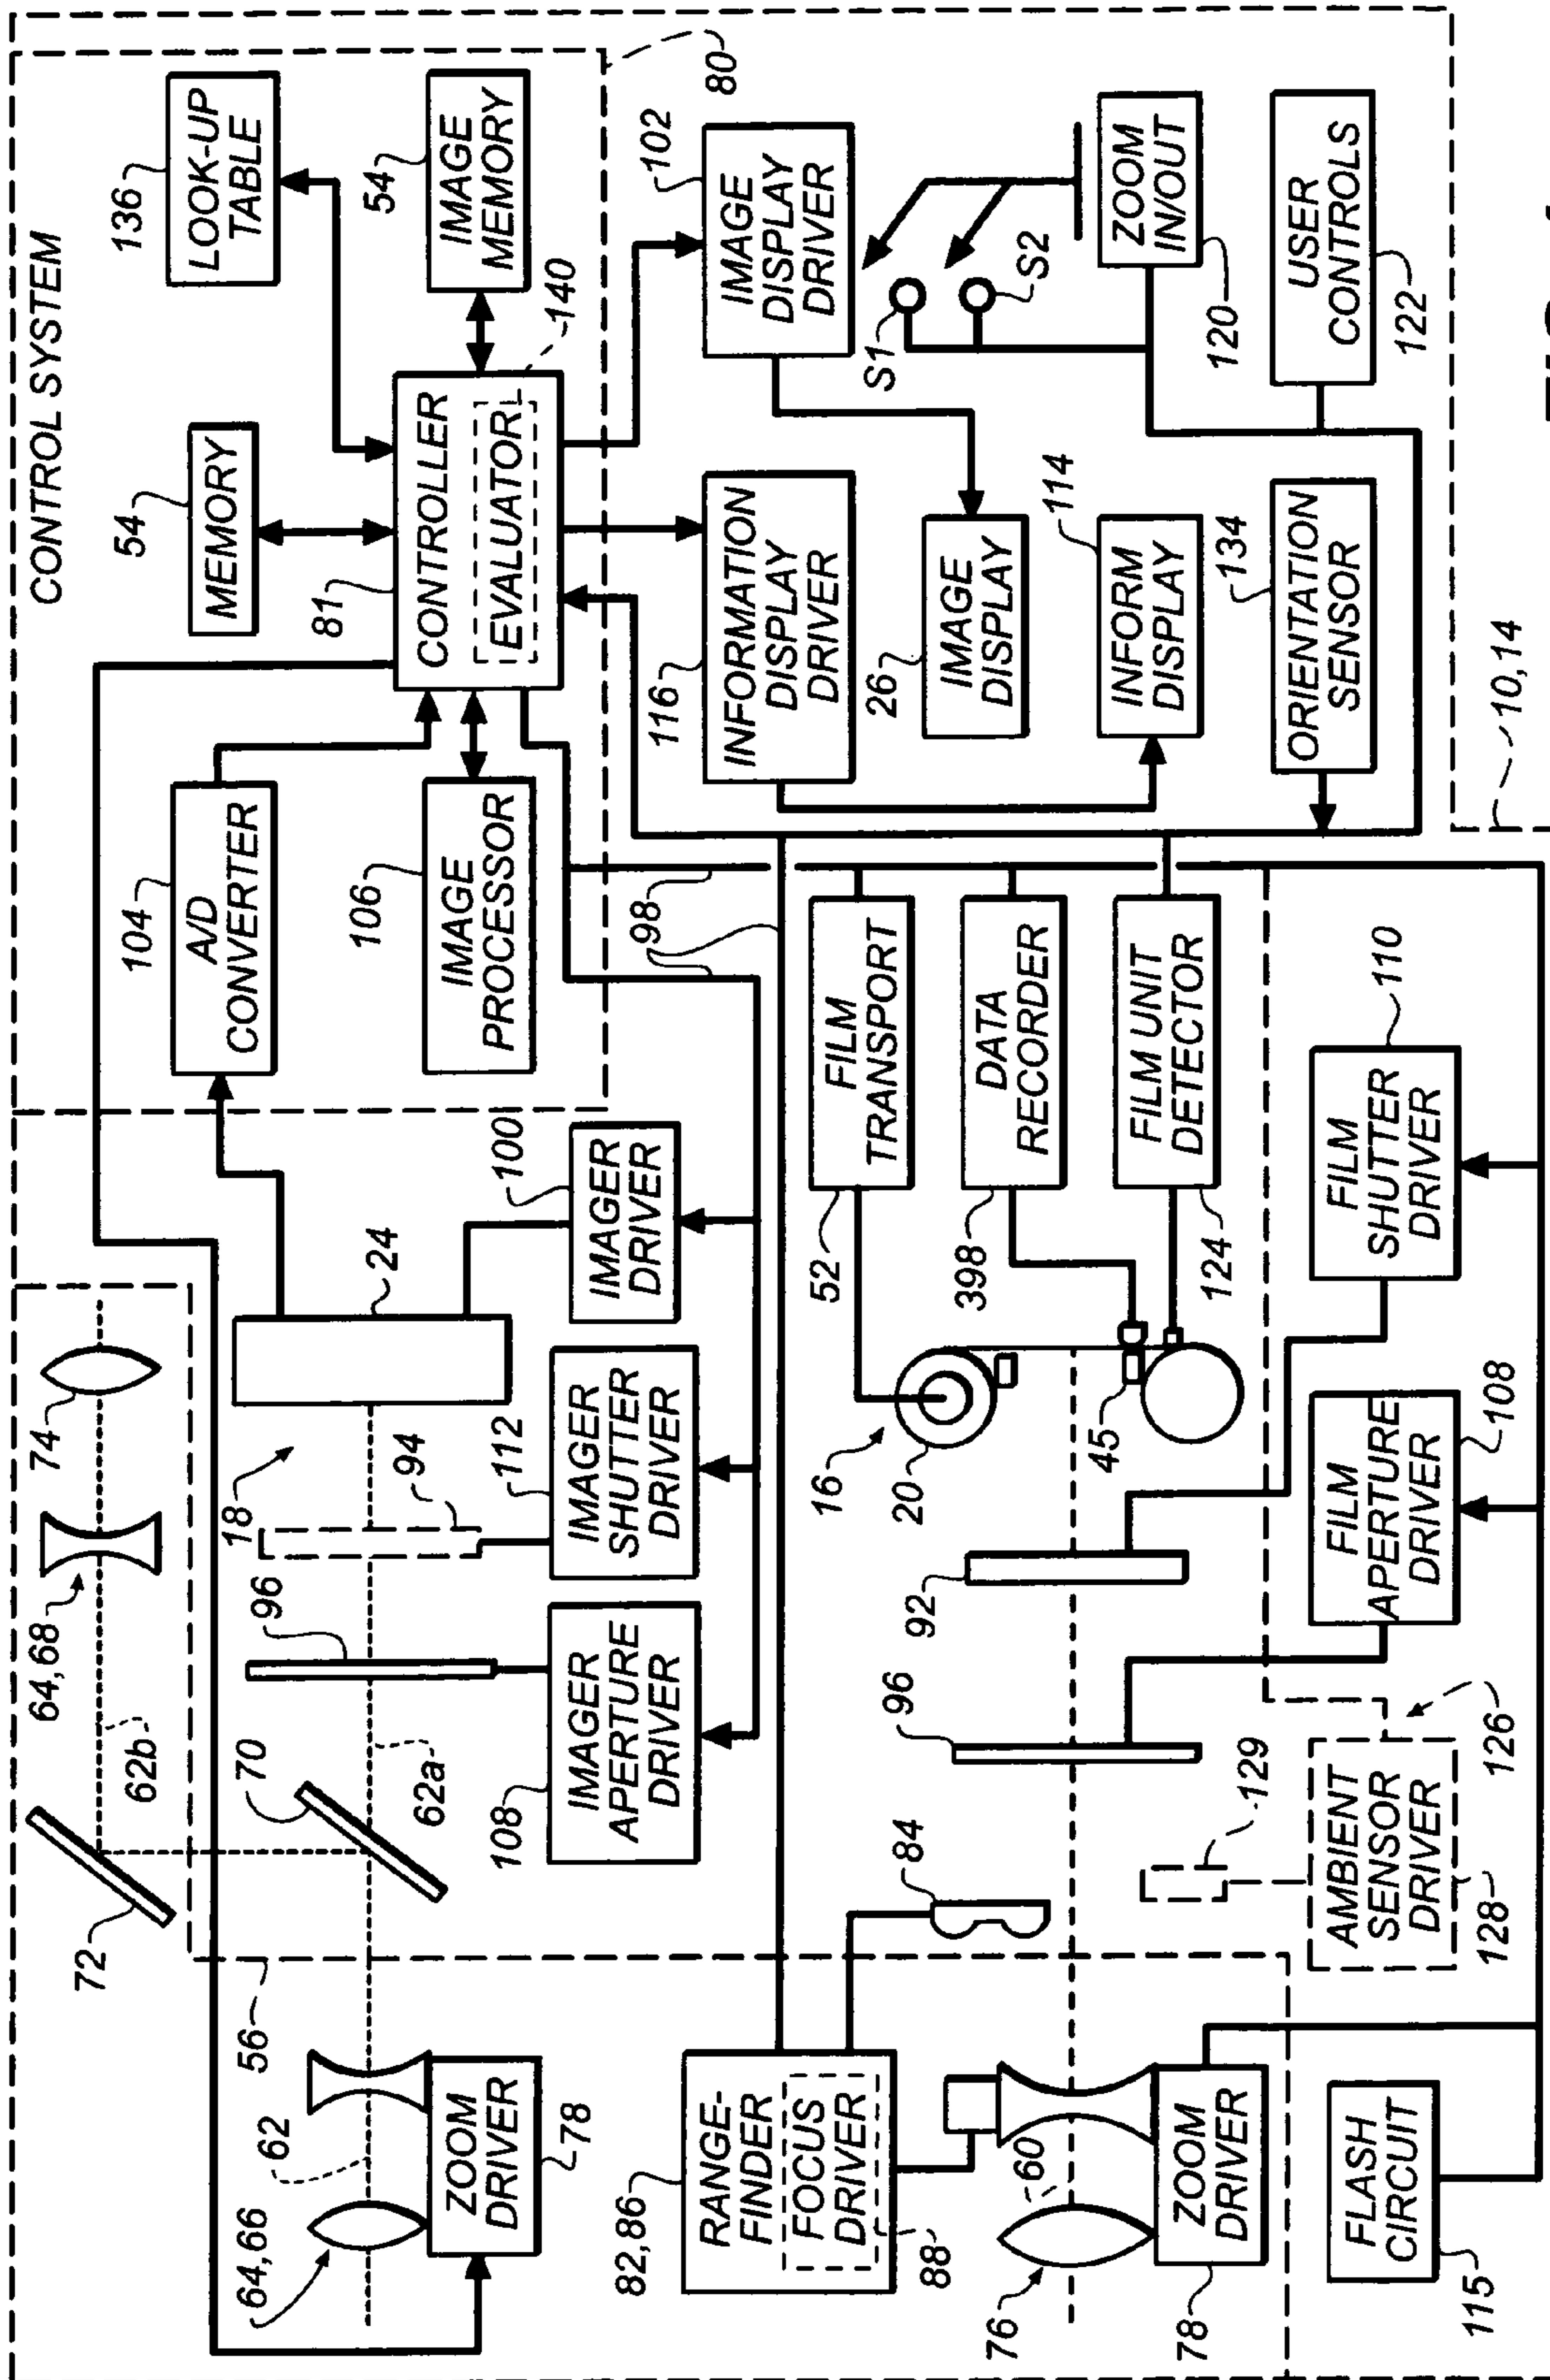 CONTROL SYSTEM
136
LOOK-UP
TABLE
54
MEMORY
54
IMAGE
MEMORY
81
CONTROLLER
EVALUATOR
140
80
104
A/D
CONVERTER
106
IMAGE
PROCESSOR
116
INFORMATION
DISPLAY
DRIVER
102
IMAGE
DISPLAY
DRIVER
26
IMAGE
DISPLAY
114
INFORM
DISPLAY
134
ORIENTATION
SENSOR
S1
S2
ZOOM
IN/OUT
120
USER
CONTROLS
122
10,14
74
64,68
62b
72
24
18
94
96
70
62a
100
IMAGER
DRIVER
112
IMAGER
SHUTTER
DRIVER
108
IMAGER
APERTURE
DRIVER
98
56
62
64,66
ZOOM
DRIVER
78
FILM
TRANSPORT
52
DATA
RECORDER
398
FILM UNIT
DETECTOR
124
16
20
45
92
96
84
110
FILM
SHUTTER
DRIVER
FILM
APERTURE
DRIVER
108
126
129
AMBIENT
SENSOR
DRIVER
128
82,86
RANGE-
FINDER
FOCUS
DRIVER
88
60
76
ZOOM
DRIVER
78
FLASH
CIRCUIT
115